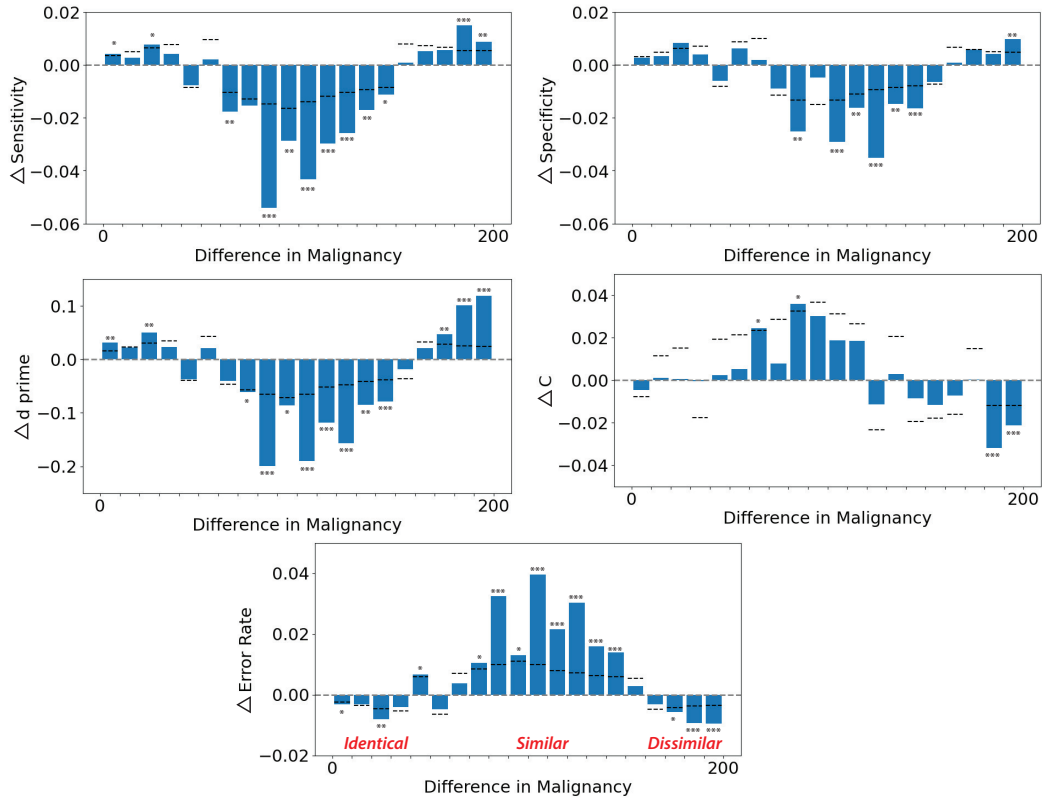 △ Sensitivity
0.02
0.00
−0.02
−0.04
−0.06
* * ** *** ** *** *** *** ** * *** **
0 200
Difference in Malignancy
△ Specificity
0.02
0.00
−0.02
−0.04
−0.06
** *** ** *** ** *** **
0 200
Difference in Malignancy
△ d prime
0.1
0.0
−0.1
−0.2
** ** * *** * *** *** *** ** *** ** *** ***
0 200
Difference in Malignancy
△ C
0.04
0.02
0.00
−0.02
−0.04
* * *** ***
0 200
Difference in Malignancy
△ Error Rate
0.04
0.02
0.00
−0.02
* ** * * *** * *** *** *** *** *** * *** ***
Identical Similar Dissimilar
0 200
Difference in Malignancy